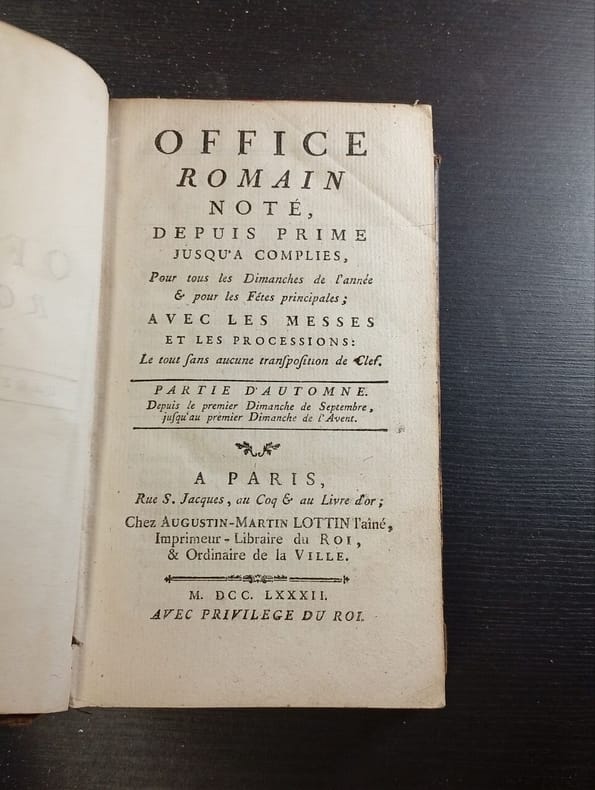 OFFICE
ROMAIN
NOTÉ,
DEPUIS PRIME
JUSQU'A COMPLIES,
Pour tous les Dimanches de l'année
& pour les Fêtes principales;
AVEC LES MESSES
ET LES PROCESSIONS:
Le tout ſans aucune tranſpoſition de Clef.
PARTIE D'AUTOMNE.
Depuis le premier Dimanche de Septembre,
juſqu'au premier Dimanche de l'Avent.
A PARIS,
Rue S. Jacques, au Coq & au Livre d'or;
Chez AUGUSTIN-MARTIN LOTTIN l'aîné,
Imprimeur-Libraire du ROI,
& Ordinaire de la VILLE.
M. DCC. LXXXII.
AVEC PRIVILEGE DU ROI.